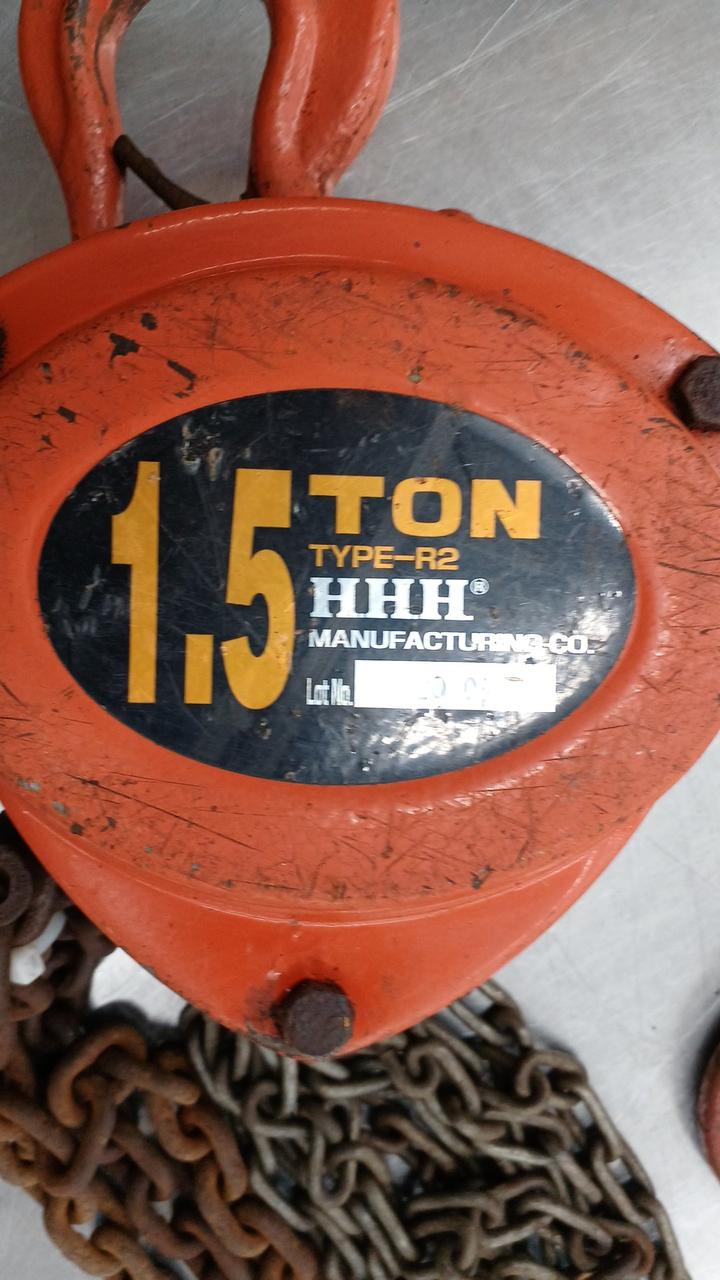 1.5 TON
TYPE-R2
HHH®
MANUFACTURING CO.
Lot No.